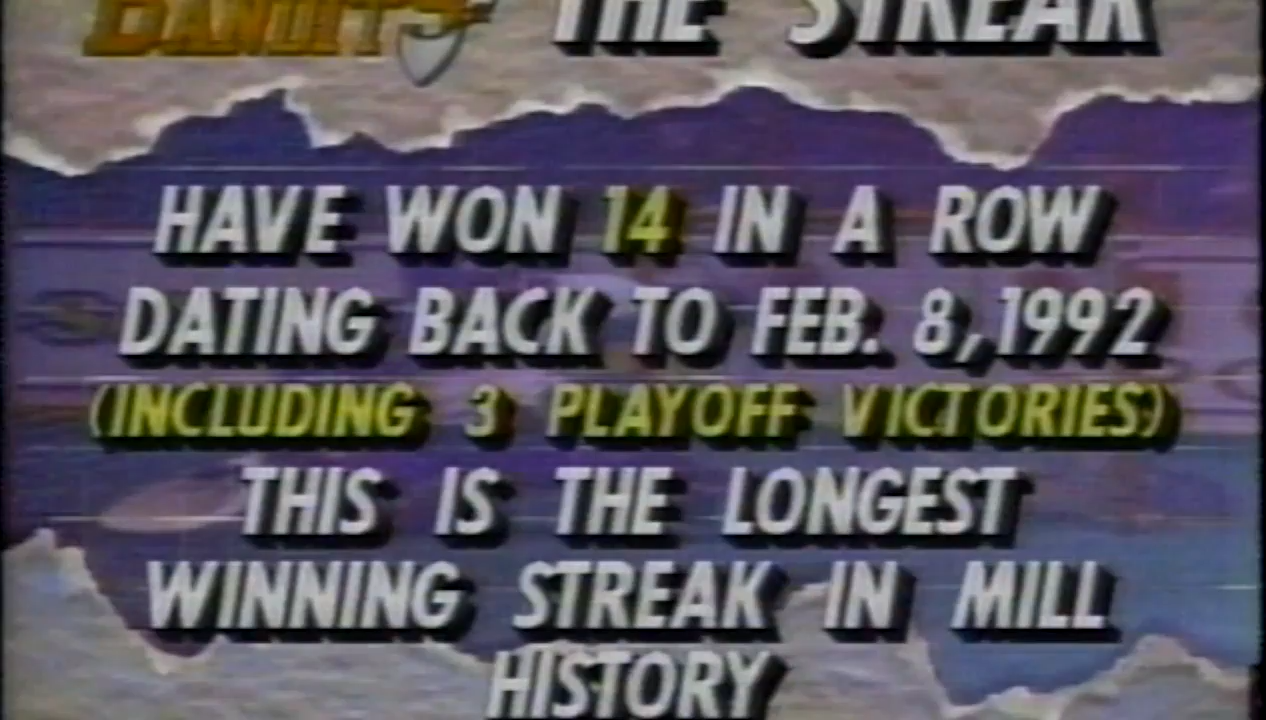 BANDITS THE STREAK
HAVE WON 14 IN A ROW
DATING BACK TO FEB. 8,1992
(INCLUDING 3 PLAYOFF VICTORIES)
THIS IS THE LONGEST
WINNING STREAK IN MILL
HISTORY